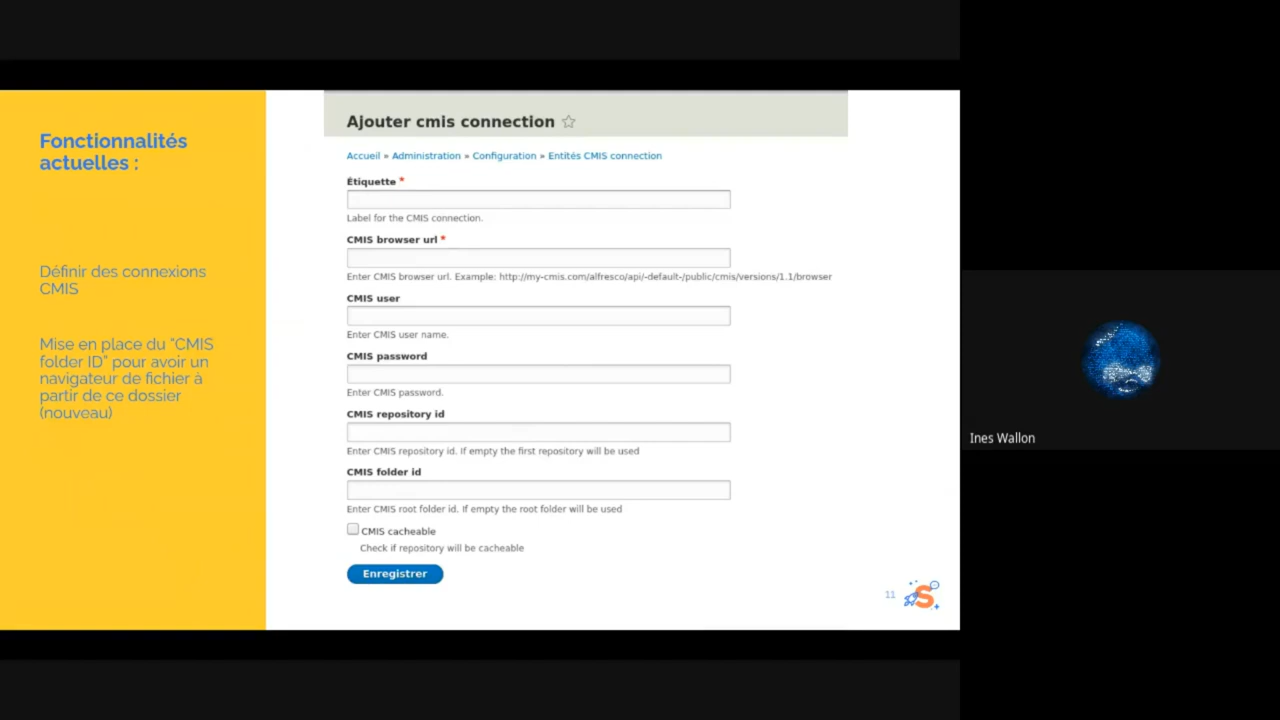 Fonctionnalités
actuelles :
Définir des connexions
CMIS
Mise en place du "CMIS
folder ID" pour avoir un
navigateur de fichier à
partir de ce dossier
(nouveau)
Ajouter cmis connection
Accueil » Administration » Configuration » Entités CMIS connection
Étiquette *
Label for the CMIS connection.
CMIS browser url *
Enter CMIS browser url. Example: http://my-cmis.com/alfresco/api/-default-/public/cmis/versions/1.1/browser
CMIS user
Enter CMIS user name.
CMIS password
Enter CMIS password.
CMIS repository id
Enter CMIS repository id. If empty the first repository will be used
CMIS folder id
Enter CMIS root folder id. If empty the root folder will be used
CMIS cacheable
Check if repository will be cacheable
Enregistrer
11
S
Ines Wallon